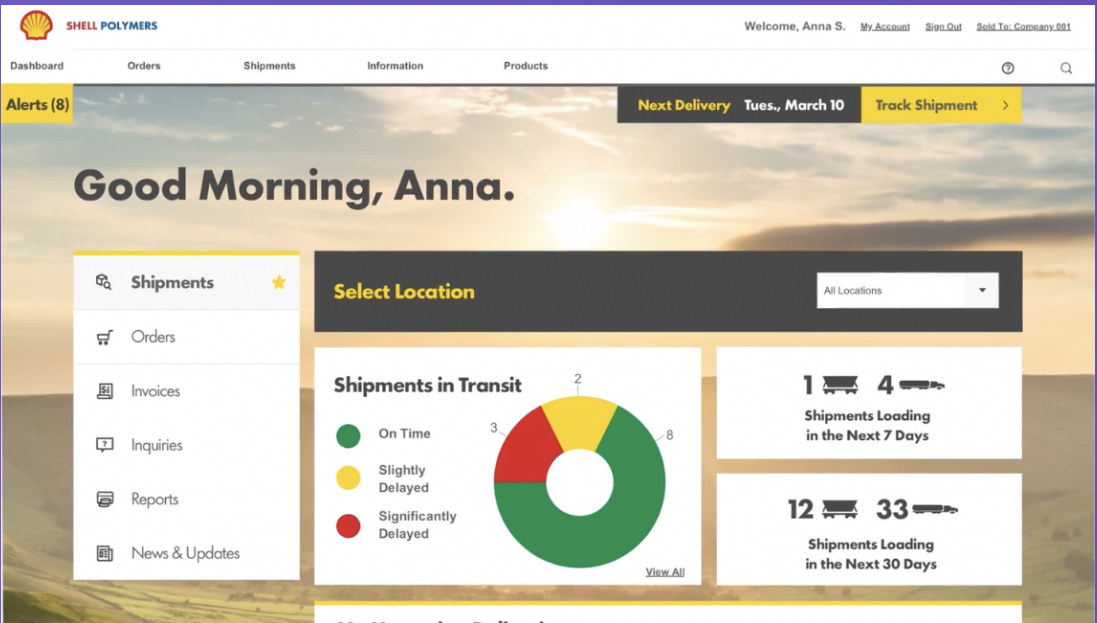 SHELL POLYMERS
Welcome, Anna S. My Account Sign Out Sold To: Company 001
Dashboard Orders Shipments Information Products
Alerts (8)
Next Delivery Tues., March 10 Track Shipment
Good Morning, Anna.
Shipments
Orders
Invoices
Inquiries
Reports
News & Updates
Select Location
All Locations
Shipments in Transit
On Time
Slightly
Delayed
Significantly
Delayed
2
3
8
View All
1 4
Shipments Loading
in the Next 7 Days
12 33
Shipments Loading
in the Next 30 Days